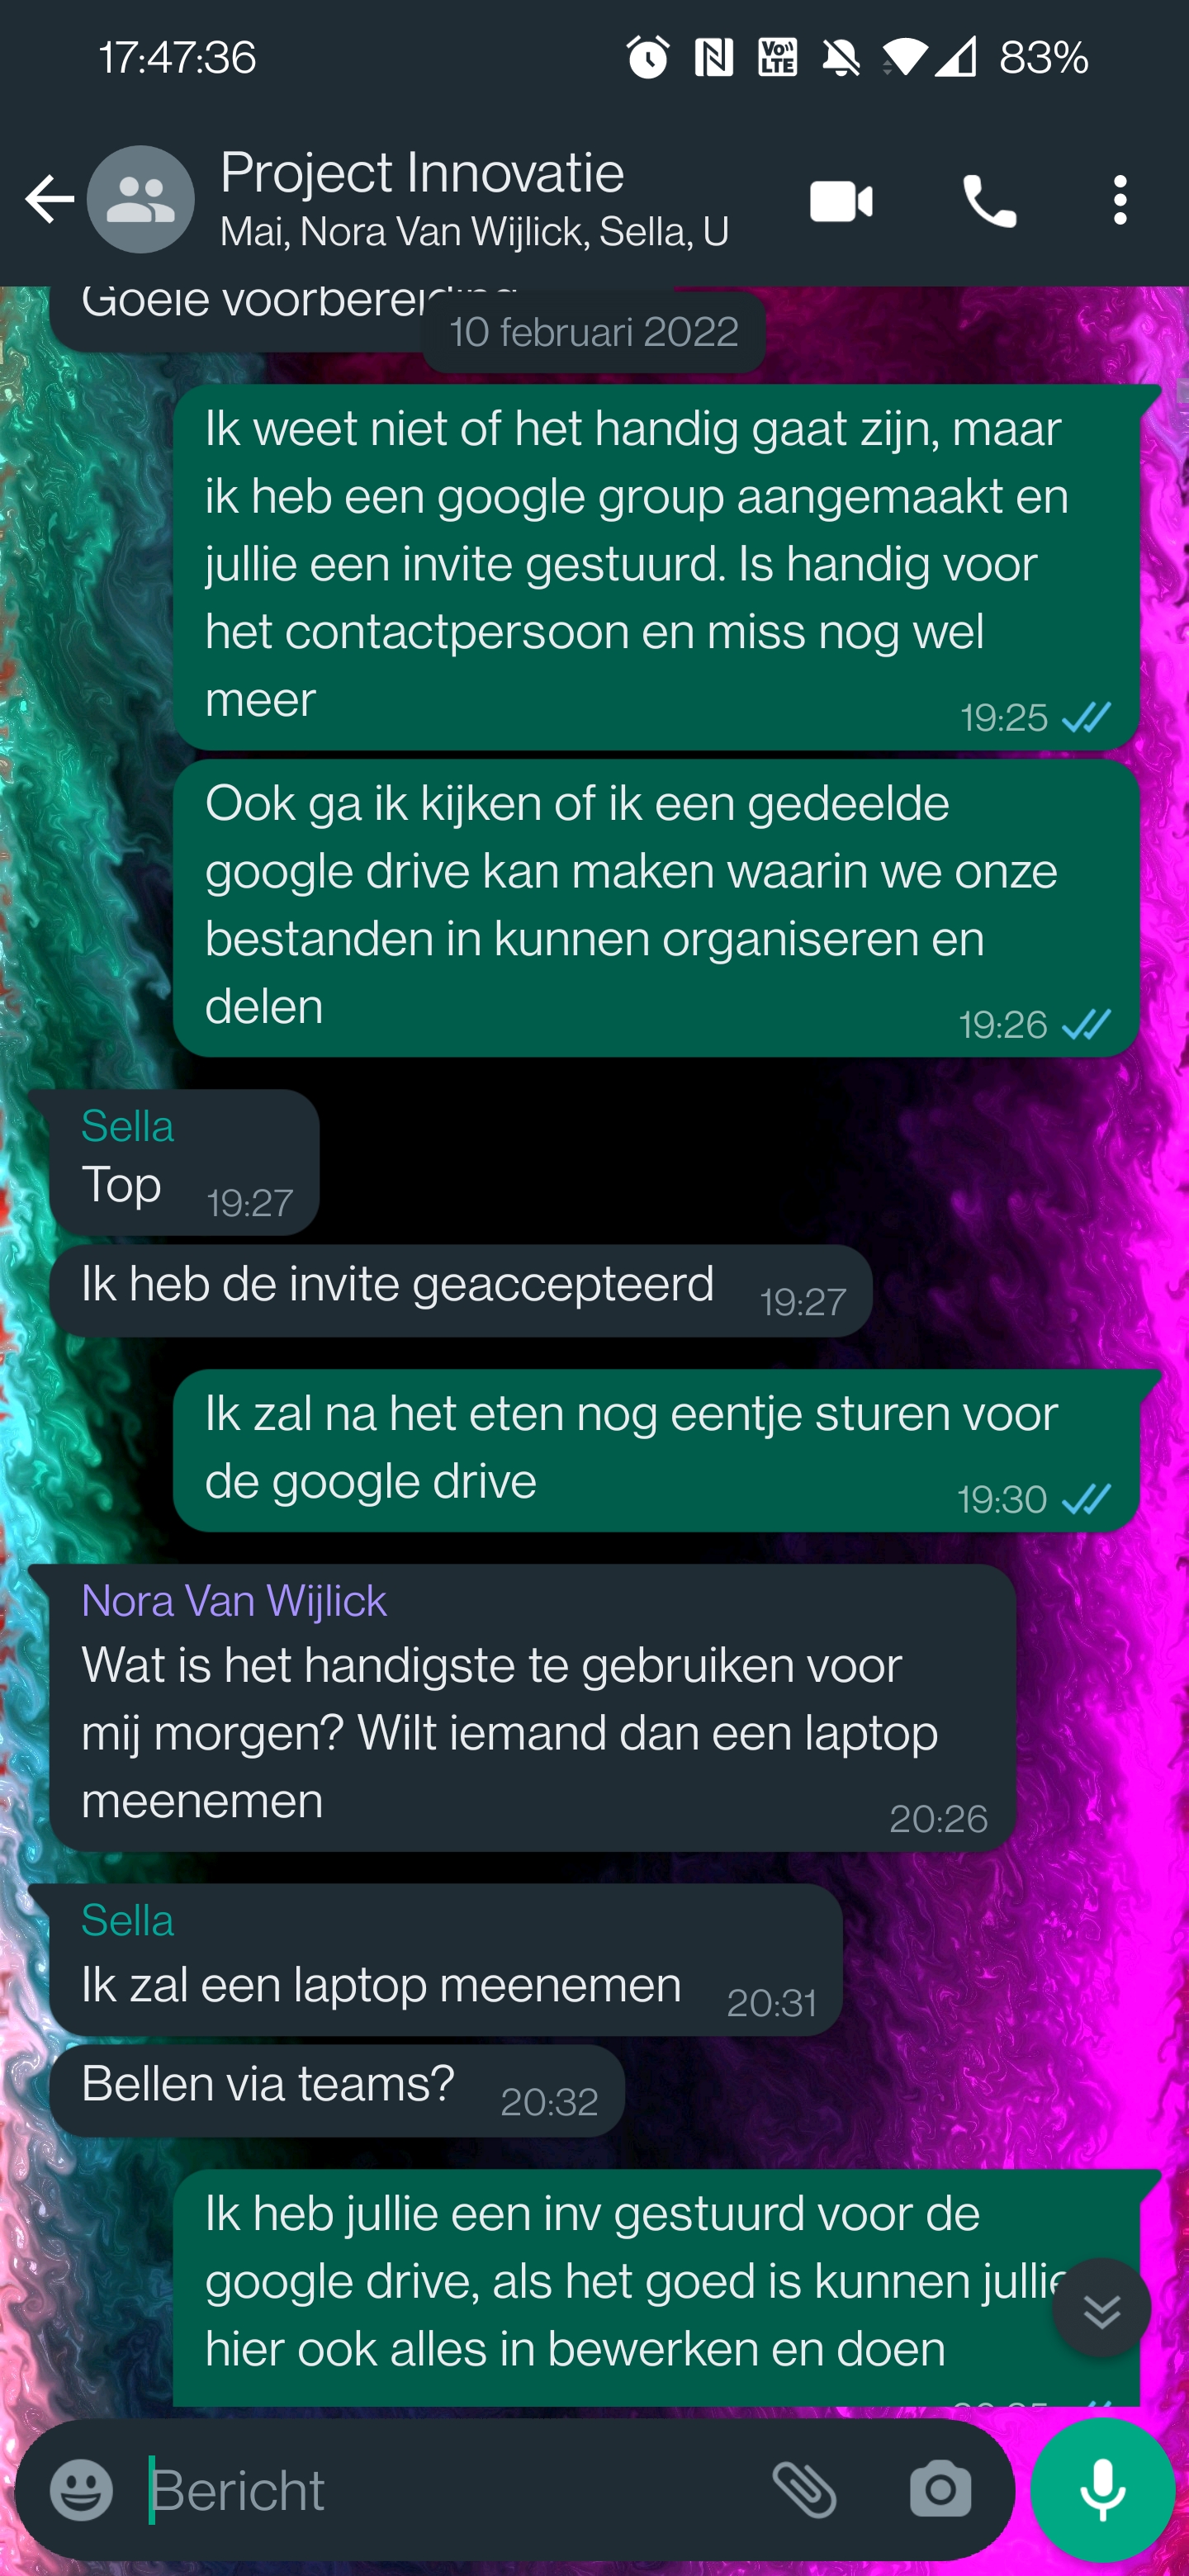 17:47:36
Vo LTE
83%
Project Innovatie
Mai, Nora Van Wijlick, Sella, U
Goeie voorbereiding
10 februari 2022
Ik weet niet of het handig gaat zijn, maar
ik heb een google group aangemaakt en
jullie een invite gestuurd. Is handig voor
het contactpersoon en miss nog wel
meer
19:25
Ook ga ik kijken of ik een gedeelde
google drive kan maken waarin we onze
bestanden in kunnen organiseren en
delen
19:26
Sella
Top
19:27
Ik heb de invite geaccepteerd
19:27
Ik zal na het eten nog eentje sturen voor
de google drive
19:30
Nora Van Wijlick
Wat is het handigste te gebruiken voor
mij morgen? Wilt iemand dan een laptop
meenemen
20:26
Sella
Ik zal een laptop meenemen
20:31
Bellen via teams?
20:32
Ik heb jullie een inv gestuurd voor de
google drive, als het goed is kunnen jullie
hier ook alles in bewerken en doen
Bericht